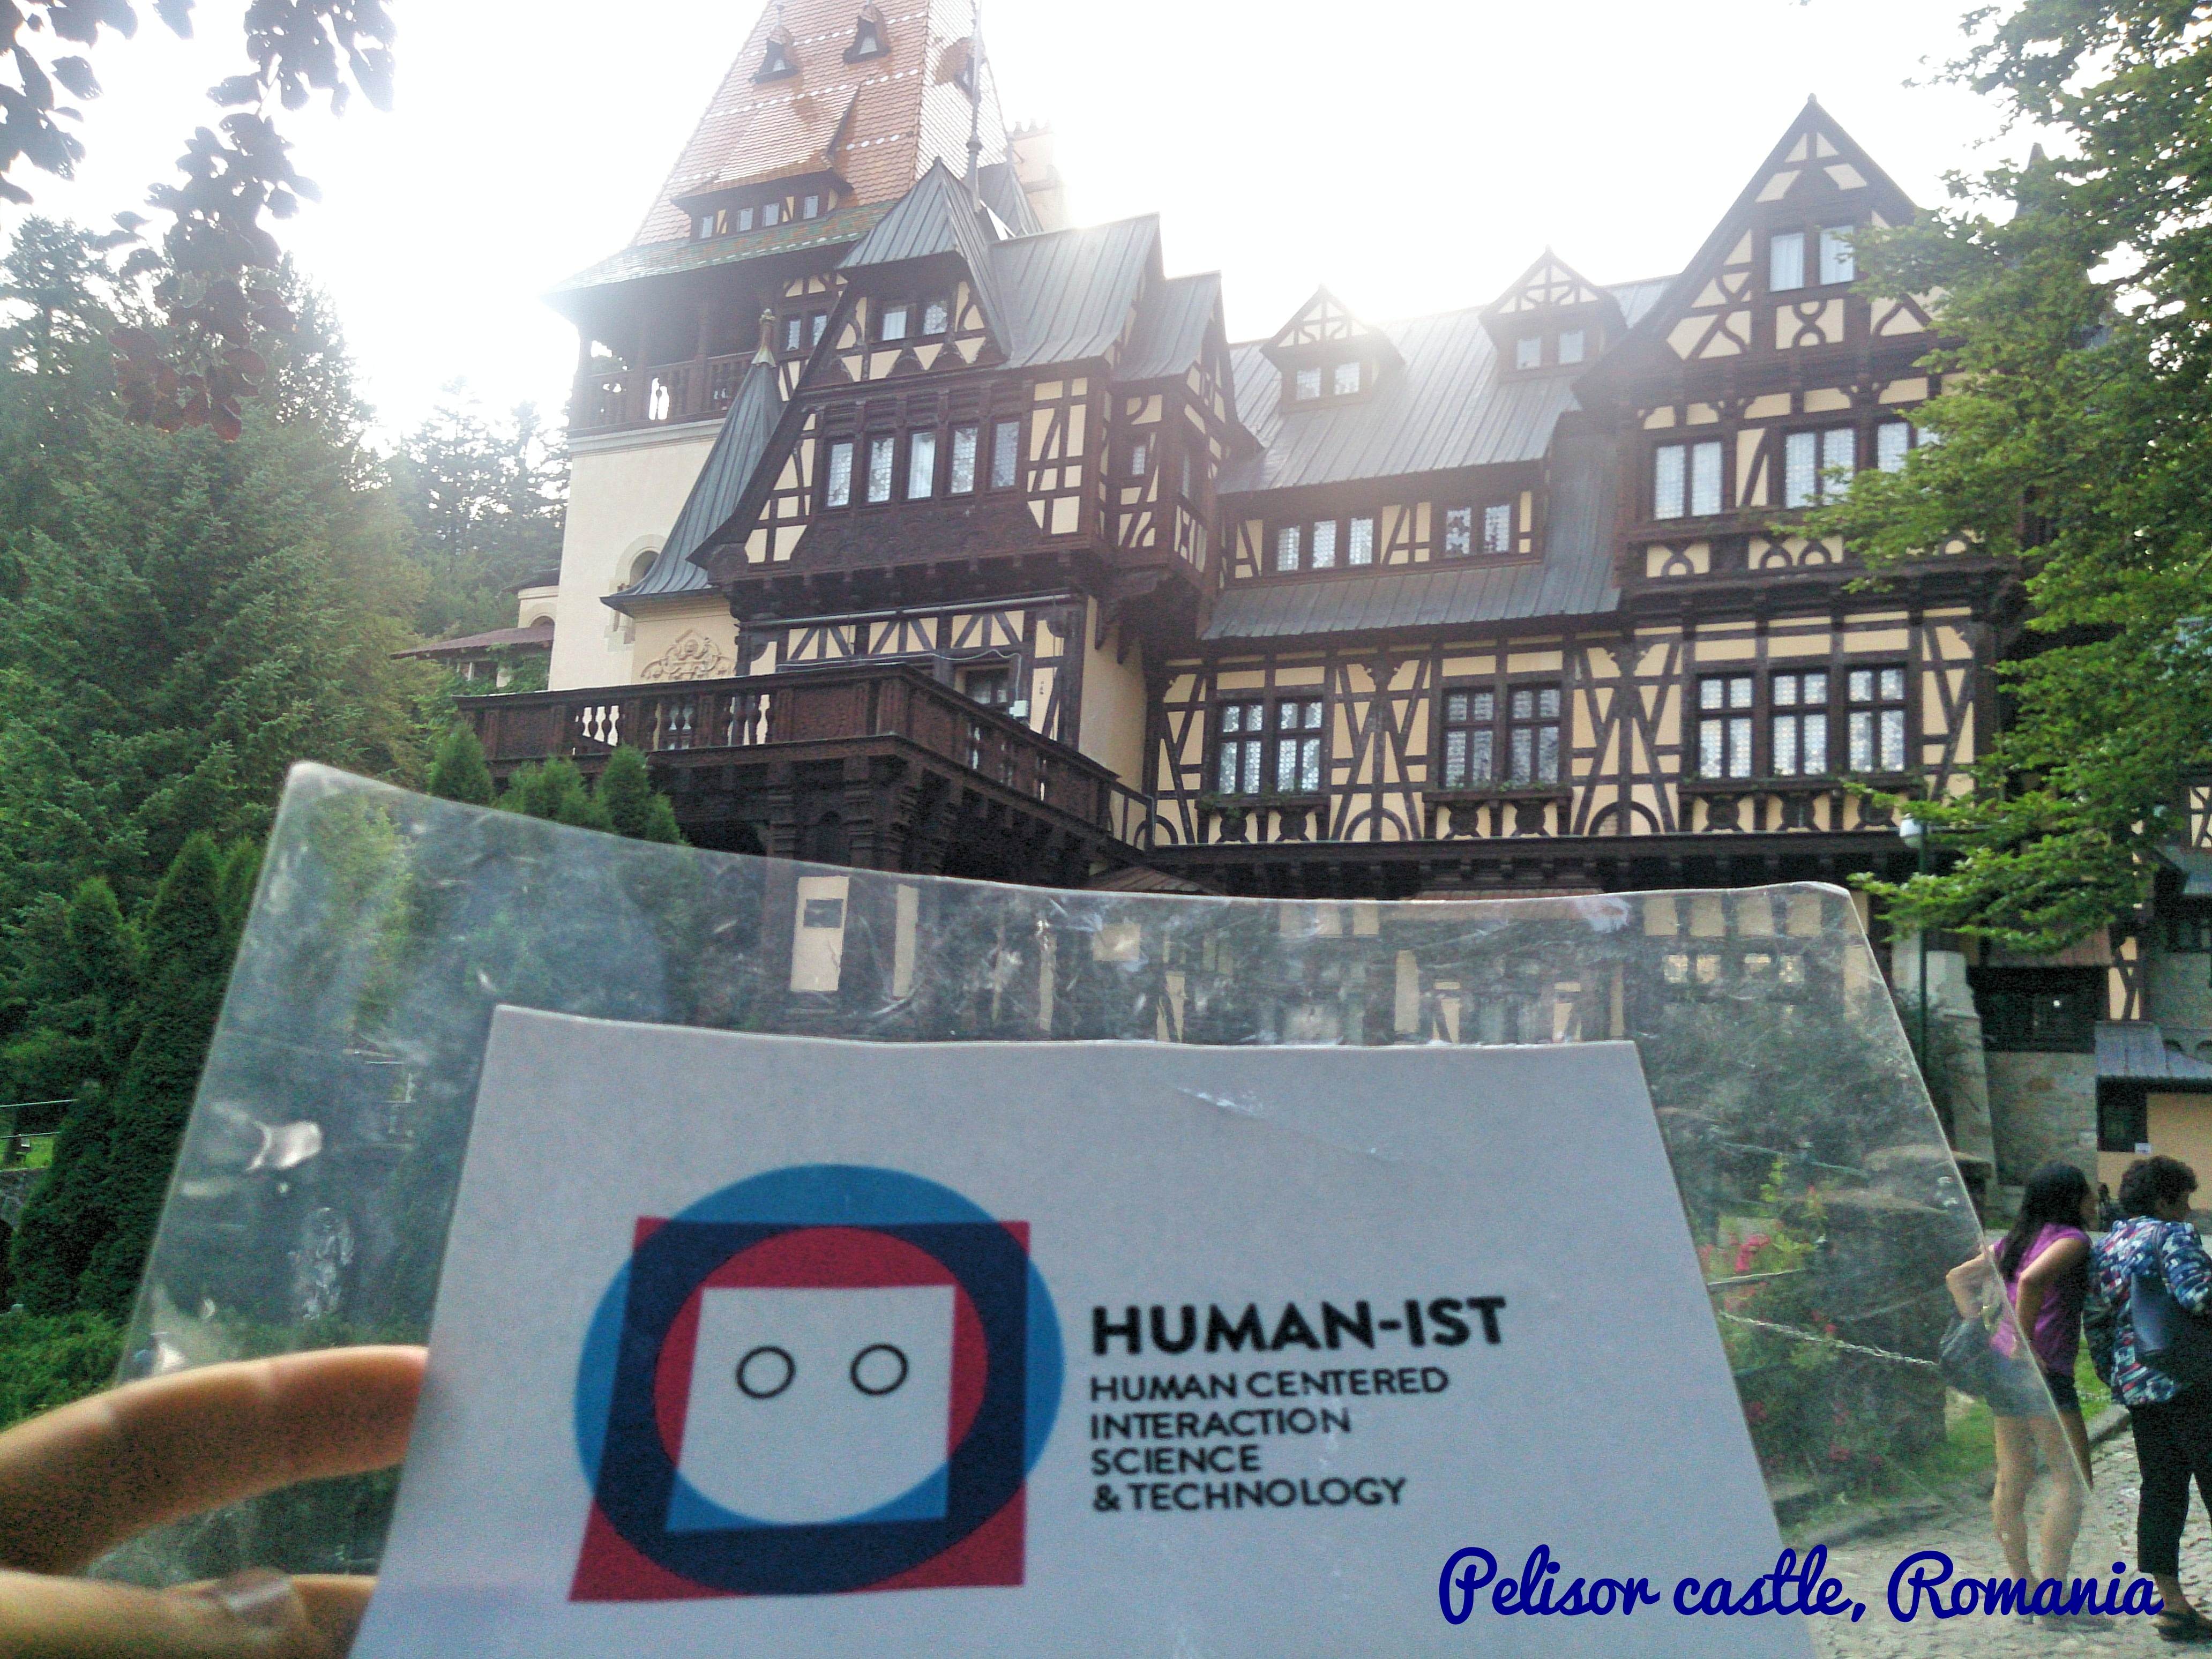 HUMAN-IST
HUMAN CENTERED
INTERACTION
SCIENCE
& TECHNOLOGY
Pelisor castle, Romania